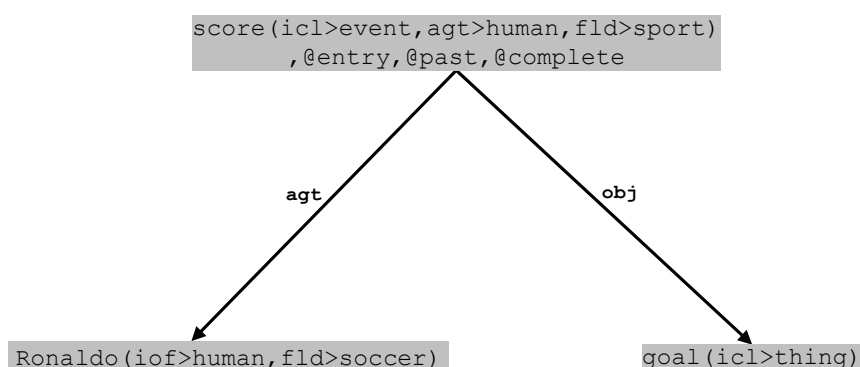 score(icl>event,agt>human,fld>sport)
,@entry,@past,@complete
agt
obj
Ronaldo(iof>human,fld>soccer)
goal(icl>thing)